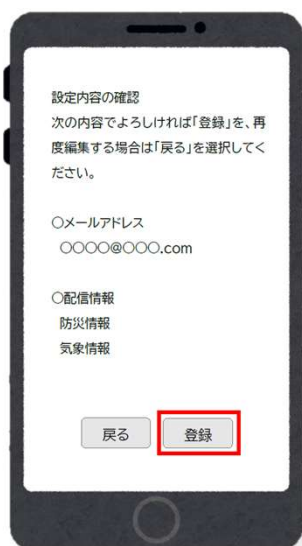 設定内容の確認
次の内容でよろしければ「登録」を、再
度編集する場合は「戻る」を選択してく
ださい。
○メールアドレス
○○○○@○○○.com
○配信情報
防災情報
気象情報
戻る
登録